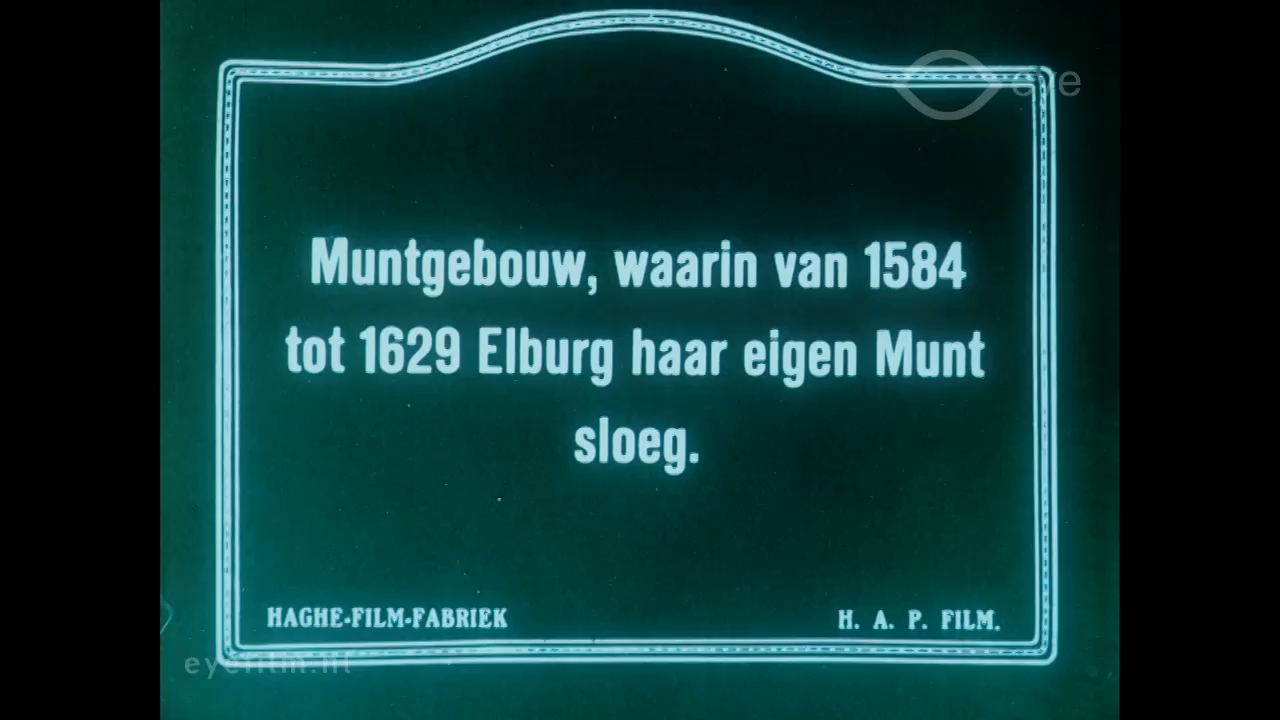 eye
Muntgebouw, waarin van 1584
tot 1629 Elburg haar eigen Munt
sloeg.
HAGHE-FILM-FABRIEK
H. A. P. FILM.
eyefilm.nl